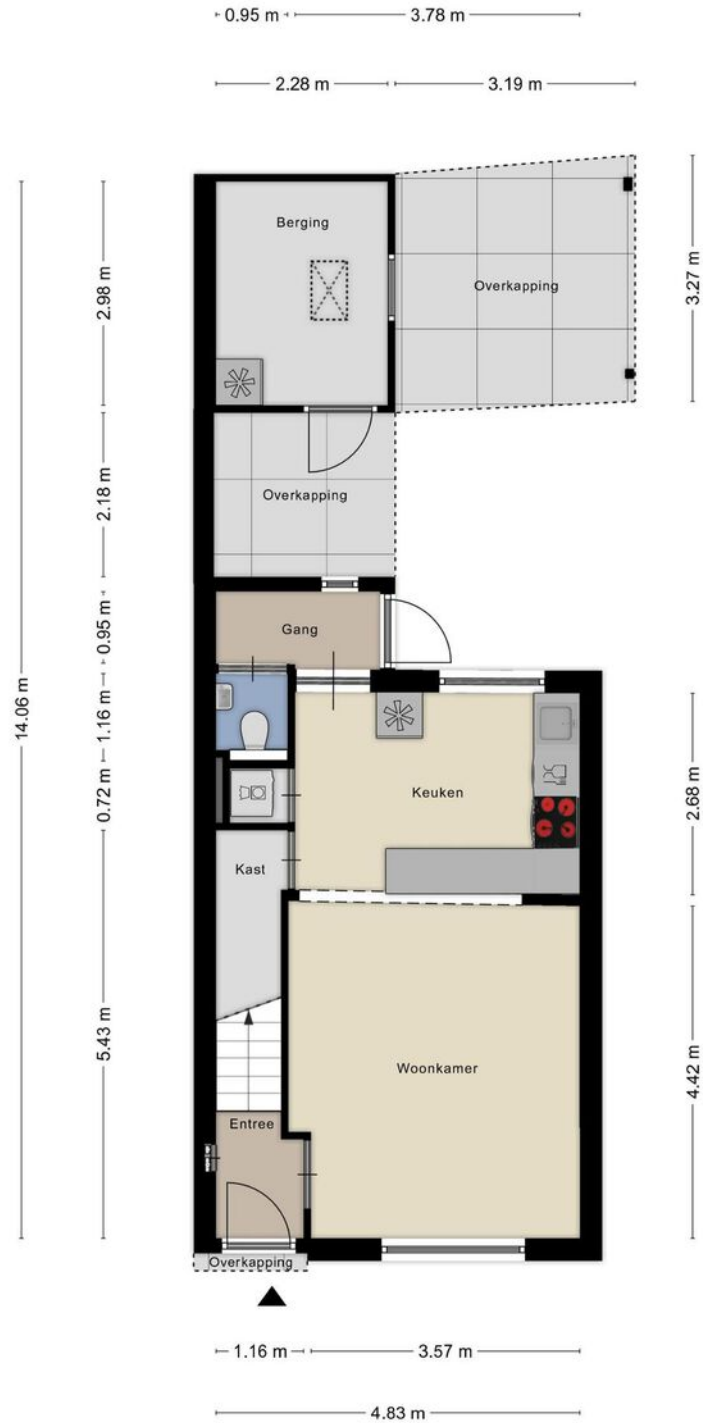 0.95 m
3.78 m
2.28 m
3.19 m
Berging
Overkapping
2.98 m
3.27 m
Overkapping
2.18 m
Gang
0.95 m
14.06 m
1.16 m
Keuken
2.68 m
0.72 m
Kast
5.43 m
Woonkamer
4.42 m
Entree
Overkapping
1.16 m
3.57 m
4.83 m